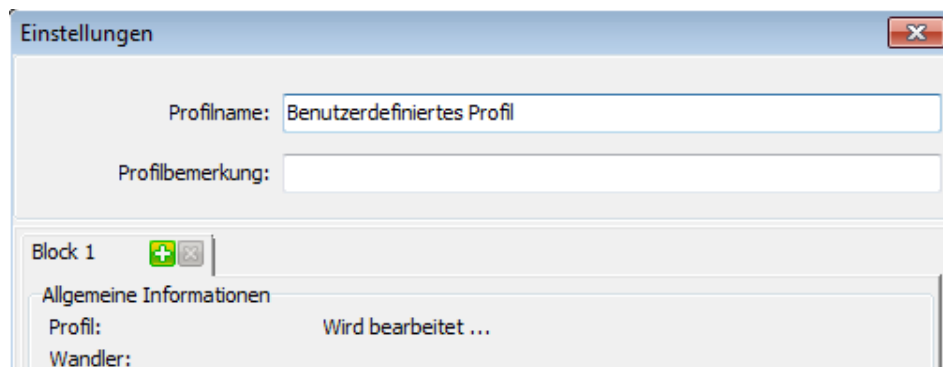 Einstellungen
Profilname: Benutzerdefiniertes Profil
Profilbemerkung:
Block 1
Allgemeine Informationen
Profil: Wird bearbeitet ...
Wandler: